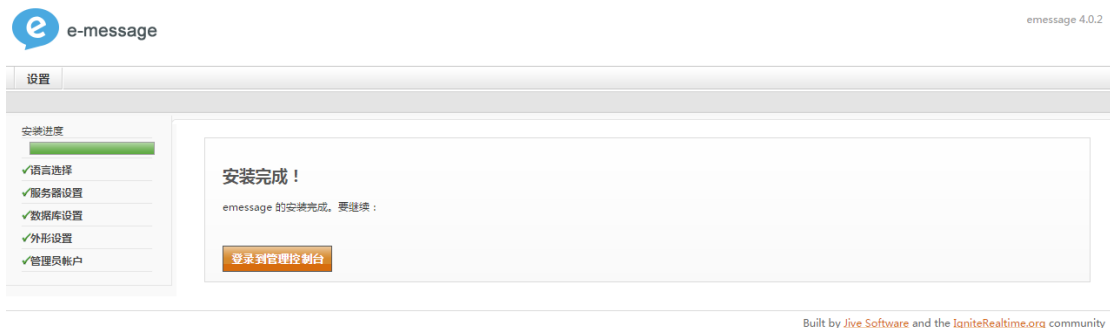 e-message
emessage 4.0.2
设置
安装进度
语言选择
服务器设置
数据库设置
外形设置
管理员帐户
安装完成！
emessage 的安装完成。要继续：
登录到管理控制台
Built by Jive Software and the IgniteRealtime.org community